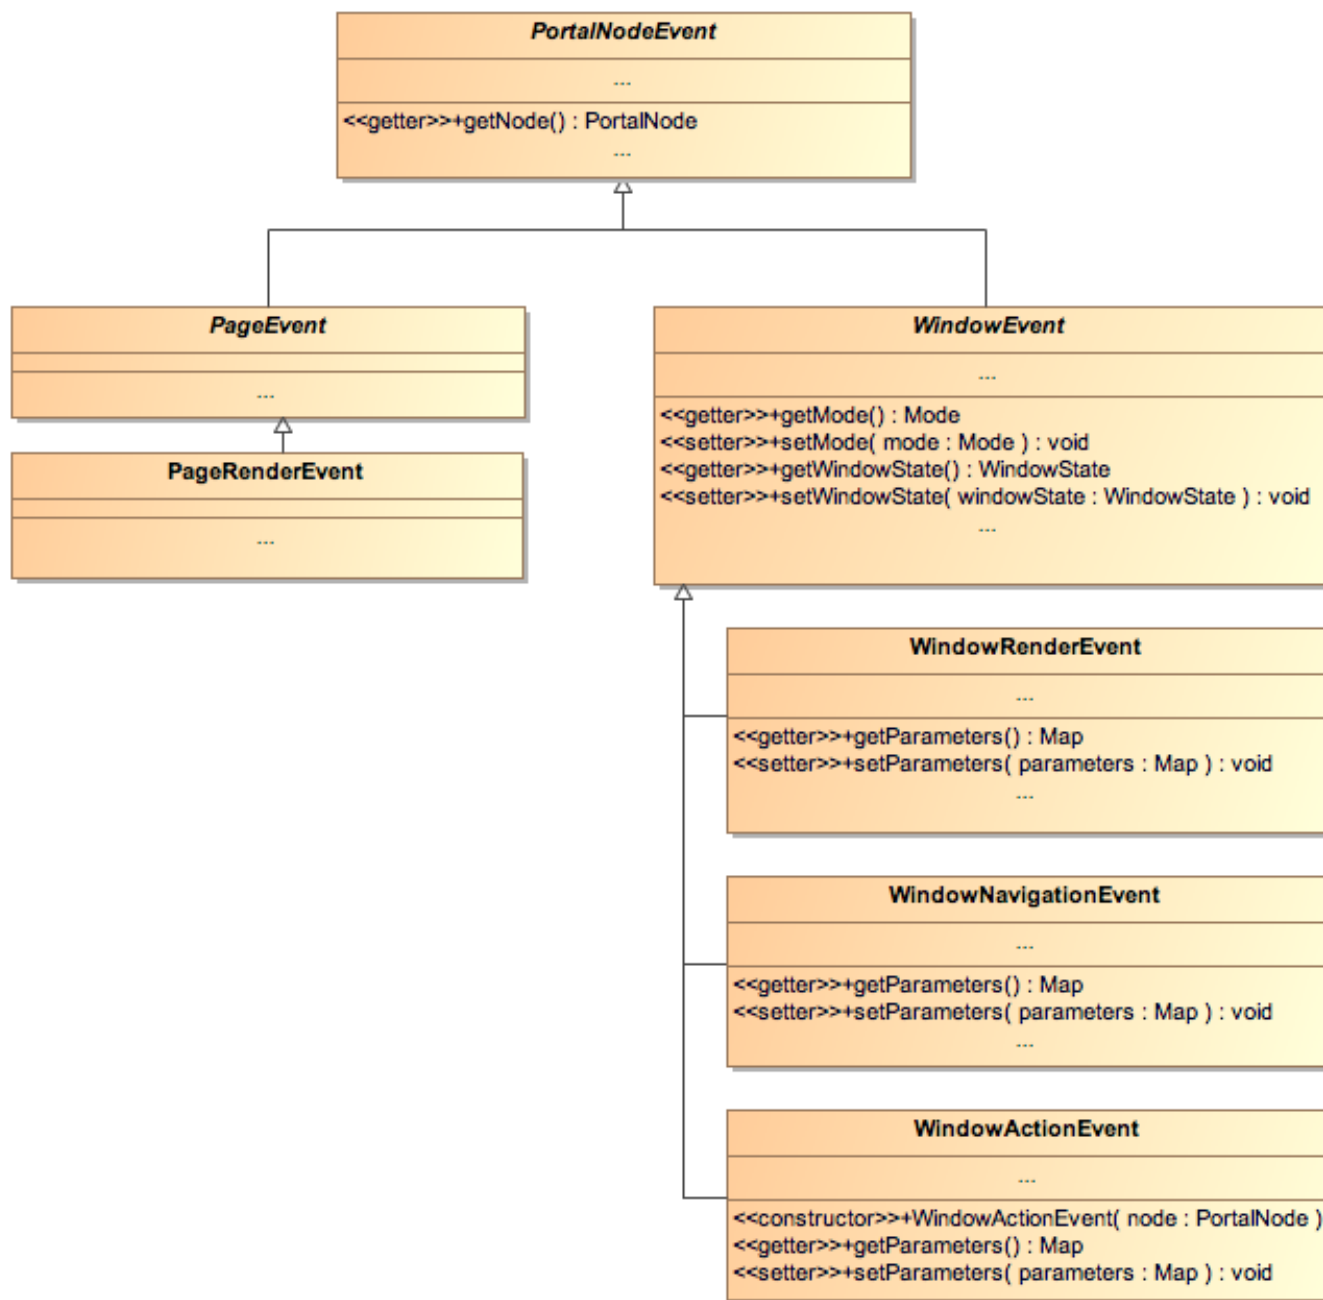 PortalNodeEvent
...
<<getter>>+getNode() : PortalNode
...
PageEvent
...
PageRenderEvent
...
WindowEvent
...
<<getter>>+getMode() : Mode
<<setter>>+setMode( mode : Mode ) : void
<<getter>>+getWindowState() : WindowState
<<setter>>+setWindowState( windowState : WindowState ) : void
...
WindowRenderEvent
...
<<getter>>+getParameters() : Map
<<setter>>+setParameters( parameters : Map ) : void
...
WindowNavigationEvent
...
<<getter>>+getParameters() : Map
<<setter>>+setParameters( parameters : Map ) : void
...
WindowActionEvent
...
<<constructor>>+WindowActionEvent( node : PortalNode )
<<getter>>+getParameters() : Map
<<setter>>+setParameters( parameters : Map ) : void